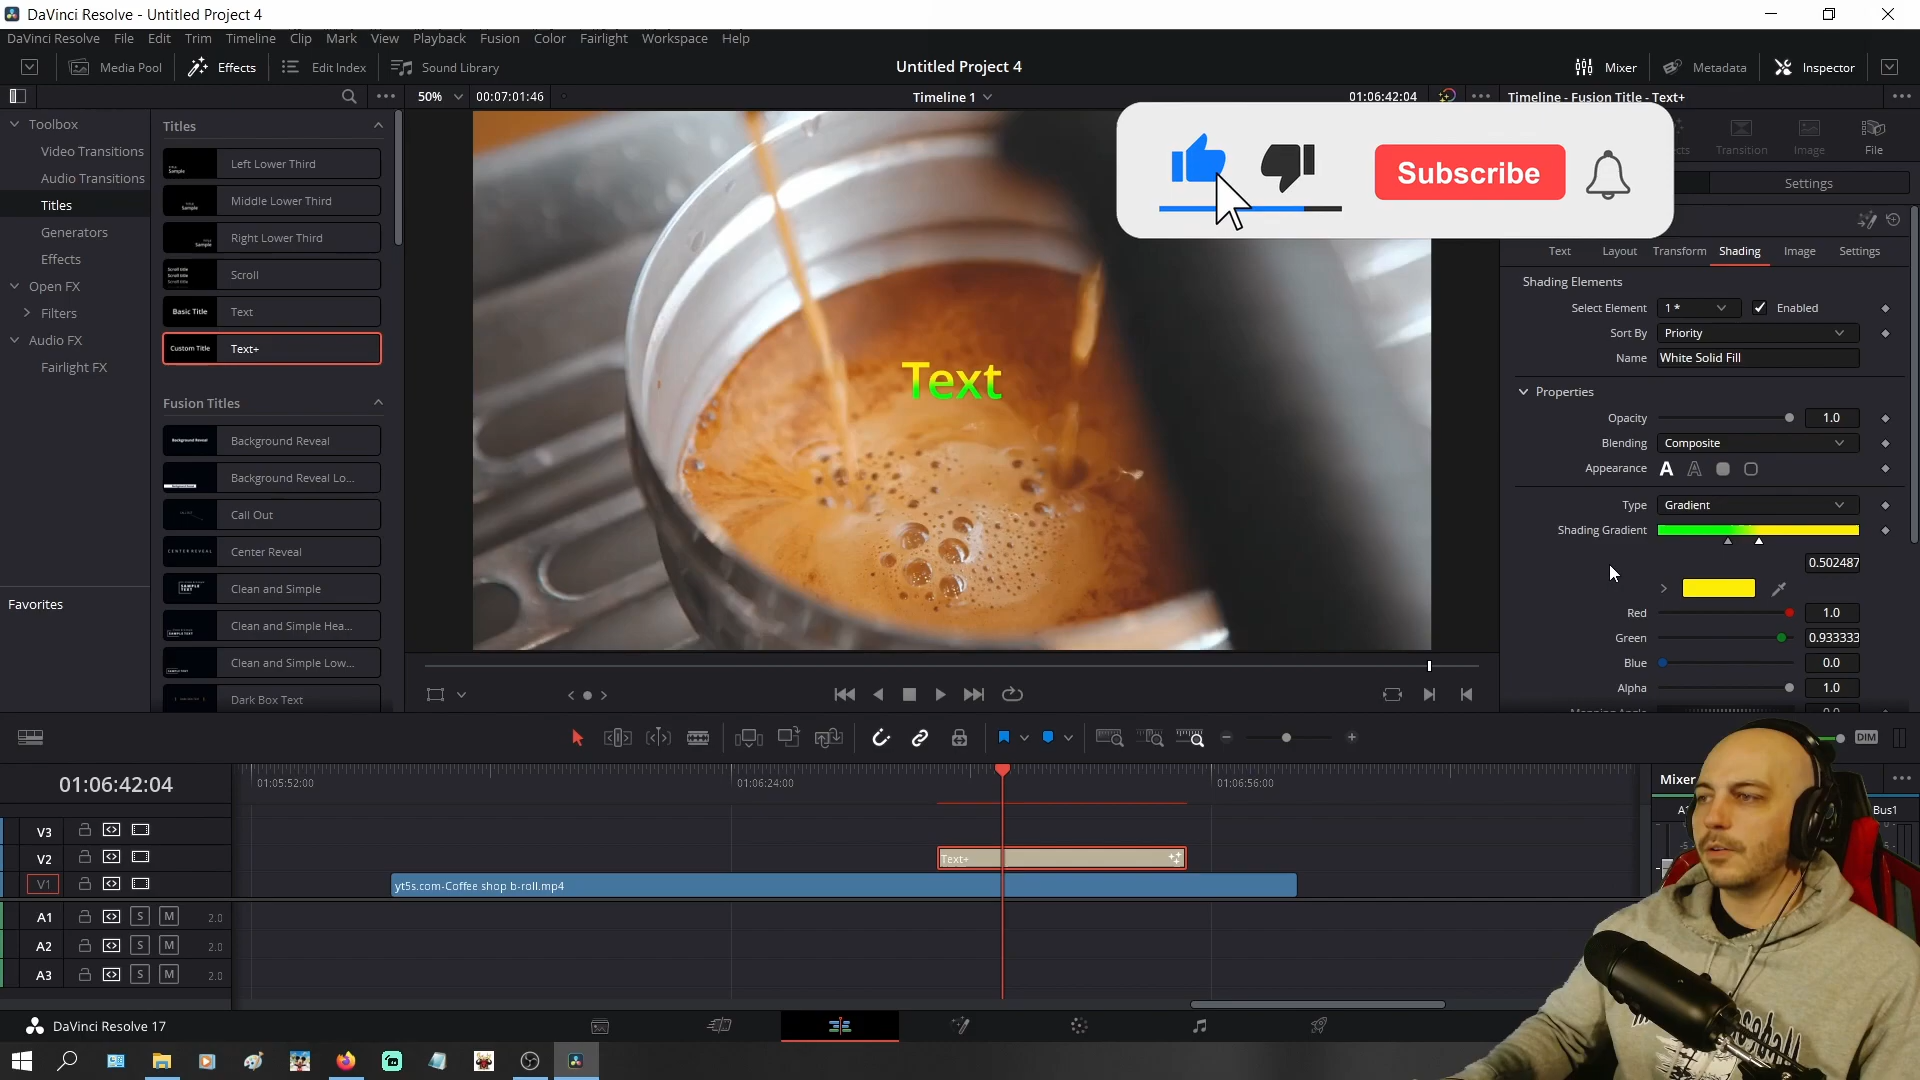 DaVinci Resolve - Untitled Project 4
DaVinci Resolve File Edit Trim Timeline Clip Mark View Playback Fusion Color Fairlight Workspace Help
Media Pool Effects Edit Index Sound Library Untitled Project 4 Mixer Metadata Inspector
50% 00:07:01:46 Timeline 1 01:06:42:04 Timeline - Fusion Title - Text+
Transition Image File
Subscribe
Settings
Text Layout Transform Shading Image Settings
Toolbox
Video Transitions
Audio Transitions
Titles
Generators
Effects
Open FX
Filters
Audio FX
Fairlight FX
Favorites
Titles
Left Lower Third
Middle Lower Third
Right Lower Third
Scroll
Basic Title Text
Custom Title Text+
Fusion Titles
Background Reveal
Background Reveal Lo...
Call Out
CENTER REVEAL Center Reveal
Clean and Simple
Clean and Simple Hea...
Clean and Simple Low...
Dark Box Text
Text
Shading Elements
Select Element 1 * Enabled
Sort By Priority
Name White Solid Fill
Properties
Opacity 1.0
Blending Composite
Appearance A A
Type Gradient
Shading Gradient
0.502487
Red 1.0
Green 0.933333
Blue 0.0
Alpha 1.0
DIM
01:06:42:04
01:05:52:00 01:06:24:00 01:06:56:00
Mixer
Bus1
V3
V2 Text+
V1 yt5s.com-Coffee shop b-roll.mp4
A1 S M 2.0
A2 S M 2.0
A3 S M 2.0
DaVinci Resolve 17